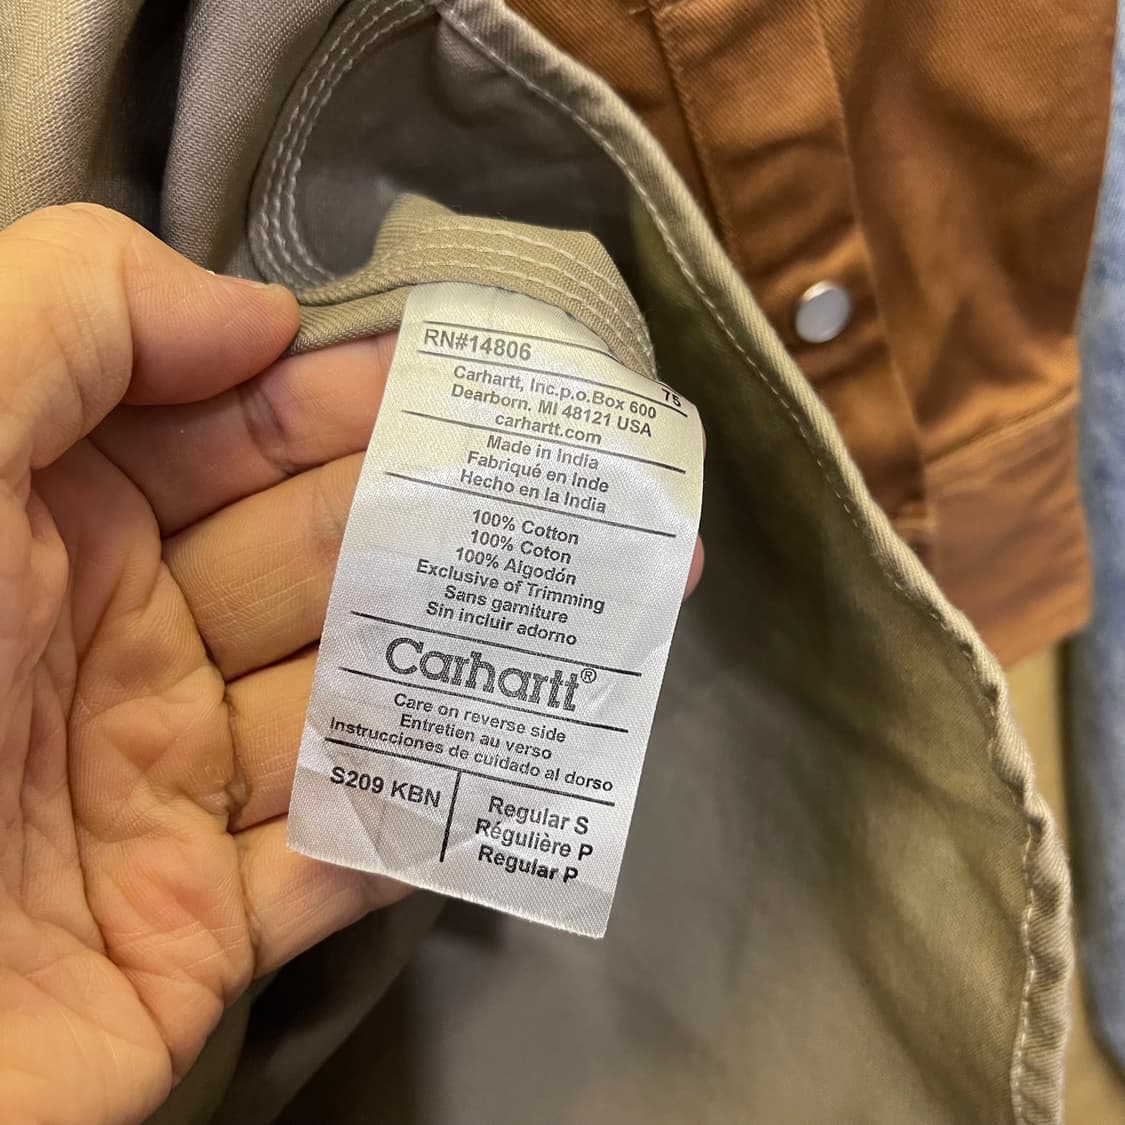 RN#14806
75
Carhartt, Inc.p.o.Box 600
Dearborn. MI 48121 USA
carhartt.com
Made in India
Fabriqué en Inde
Hecho en la India
100% Cotton
100% Coton
100% Algodón
Exclusive of Trimming
Sans garniture
Sin incluir adorno
Carhartt®
Care on reverse side
Entretien au verso
Instrucciones de cuidado al dorso
S209 KBN
Regular S
Régulière P
Regular P